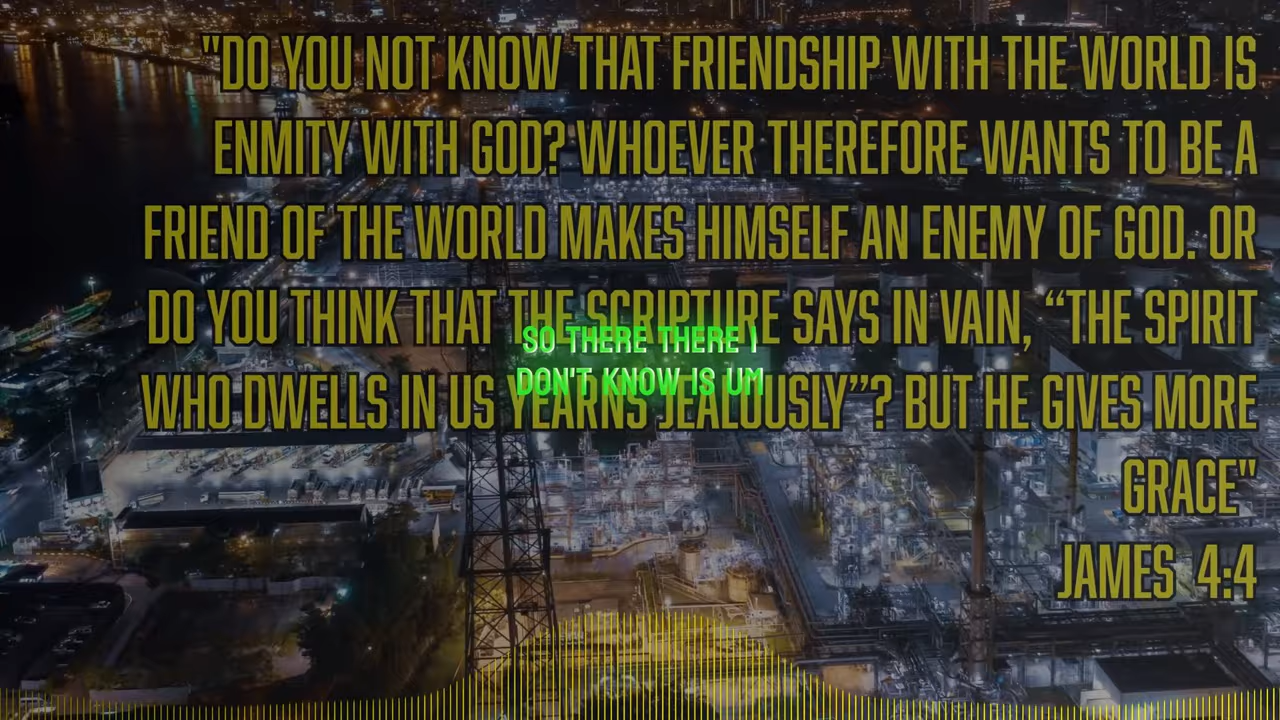 "DO YOU NOT KNOW THAT FRIENDSHIP WITH THE WORLD IS
ENMITY WITH GOD? WHOEVER THEREFORE WANTS TO BE A
FRIEND OF THE WORLD MAKES HIMSELF AN ENEMY OF GOD. OR
DO YOU THINK THAT THE SCRIPTURE SAYS IN VAIN, “THE SPIRIT
WHO DWELLS IN US YEARNS JEALOUSLY”? BUT HE GIVES MORE
GRACE"
JAMES 4:4
SO THERE THERE I
DON'T KNOW IS UM